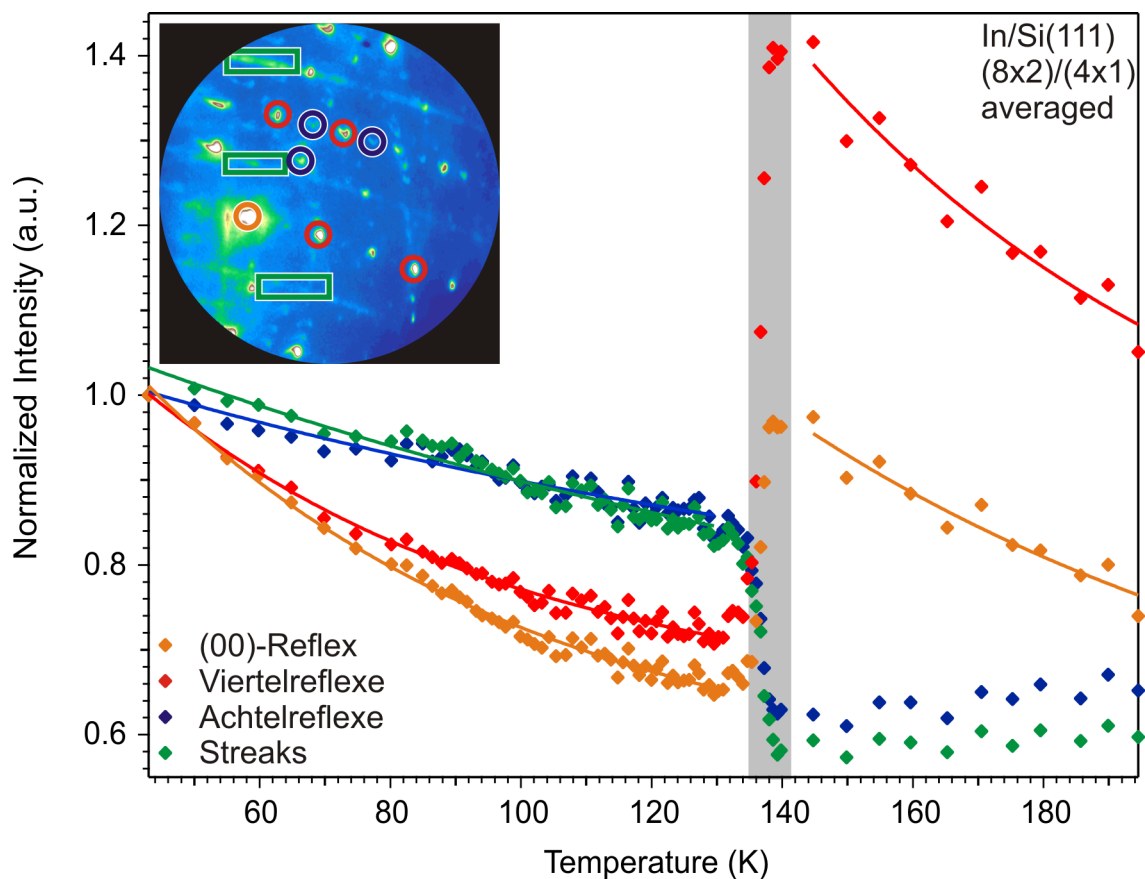 In/Si(111)
(8x2)/(4x1)
averaged
Normalized Intensity (a.u.)
1.4
1.2
1.0
0.8
0.6
(00)-Reflex
Viertelreflexe
Achtelreflexe
Streaks
60 80 100 120 140 160 180
Temperature (K)